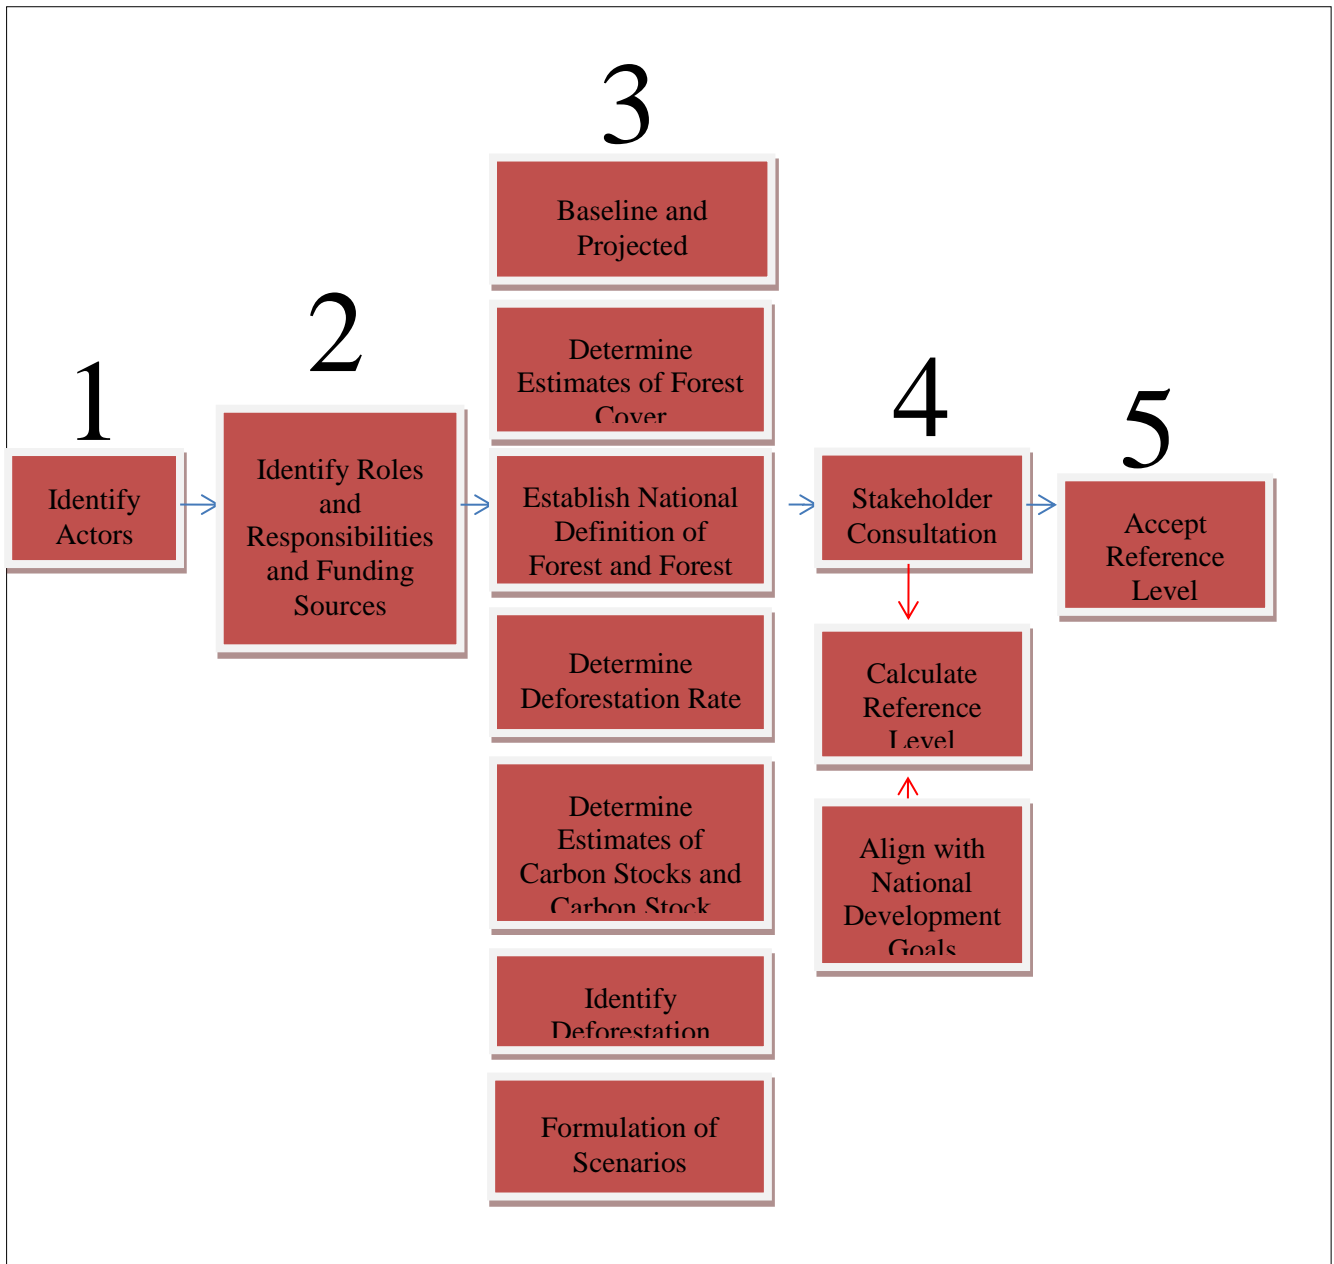 1
Identify
Actors
2
Identify Roles
and
Responsibilities
and Funding
Sources
3
Baseline and
Projected
Determine
Estimates of Forest
Cover
Establish National
Definition of
Forest and Forest
Determine
Deforestation Rate
Determine
Estimates of
Carbon Stocks and
Carbon Stock
Identify
Deforestation
Formulation of
Scenarios
4
Stakeholder
Consultation
Calculate
Reference
Level
Align with
National
Development
Goals
5
Accept
Reference
Level